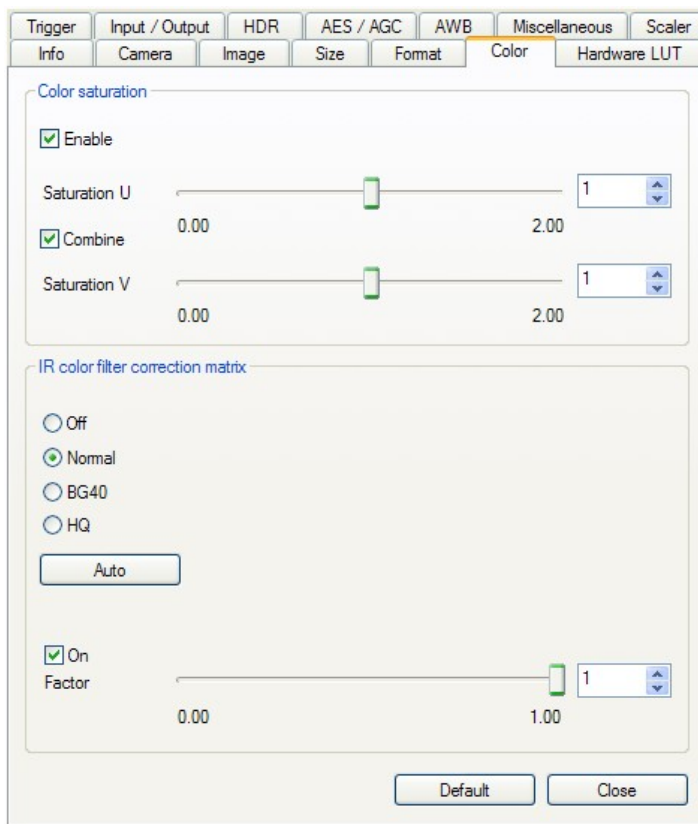 Trigger Input / Output HDR AES / AGC AWB Miscellaneous Scaler
Info Camera Image Size Format Color Hardware LUT
Color saturation
Enable
Saturation U 1
0.00 2.00
Combine
Saturation V 1
0.00 2.00
IR color filter correction matrix
Off
Normal
BG40
HQ
Auto
On
Factor 1
0.00 1.00
Default Close